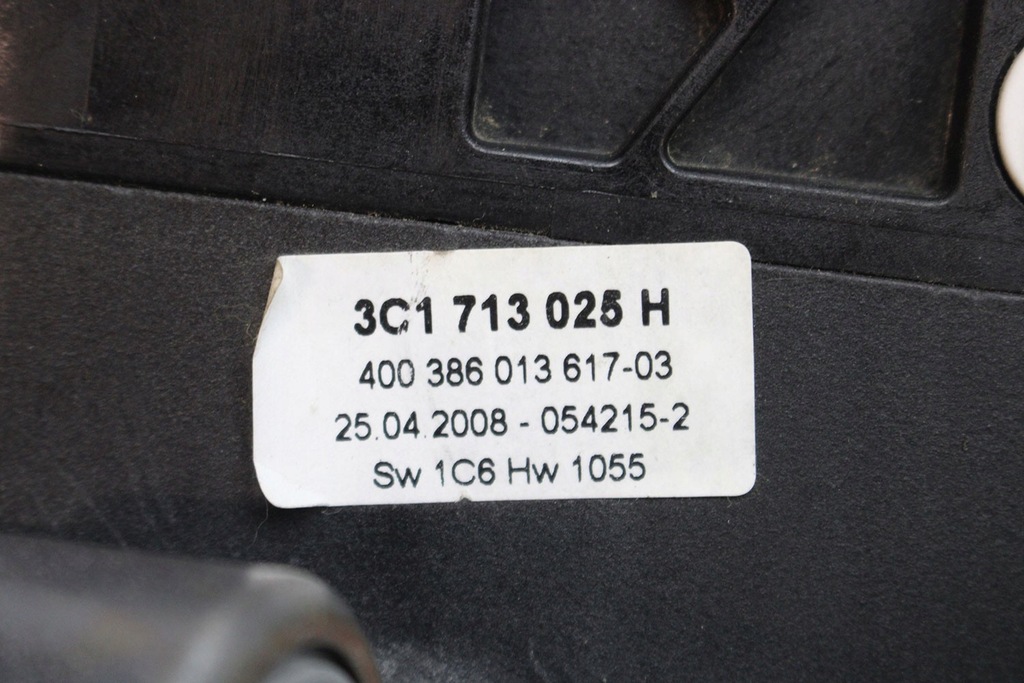 3C1 713 025 H
400 386 013 617-03
25.04.2008 - 054215-2
Sw 1C6 Hw 1055